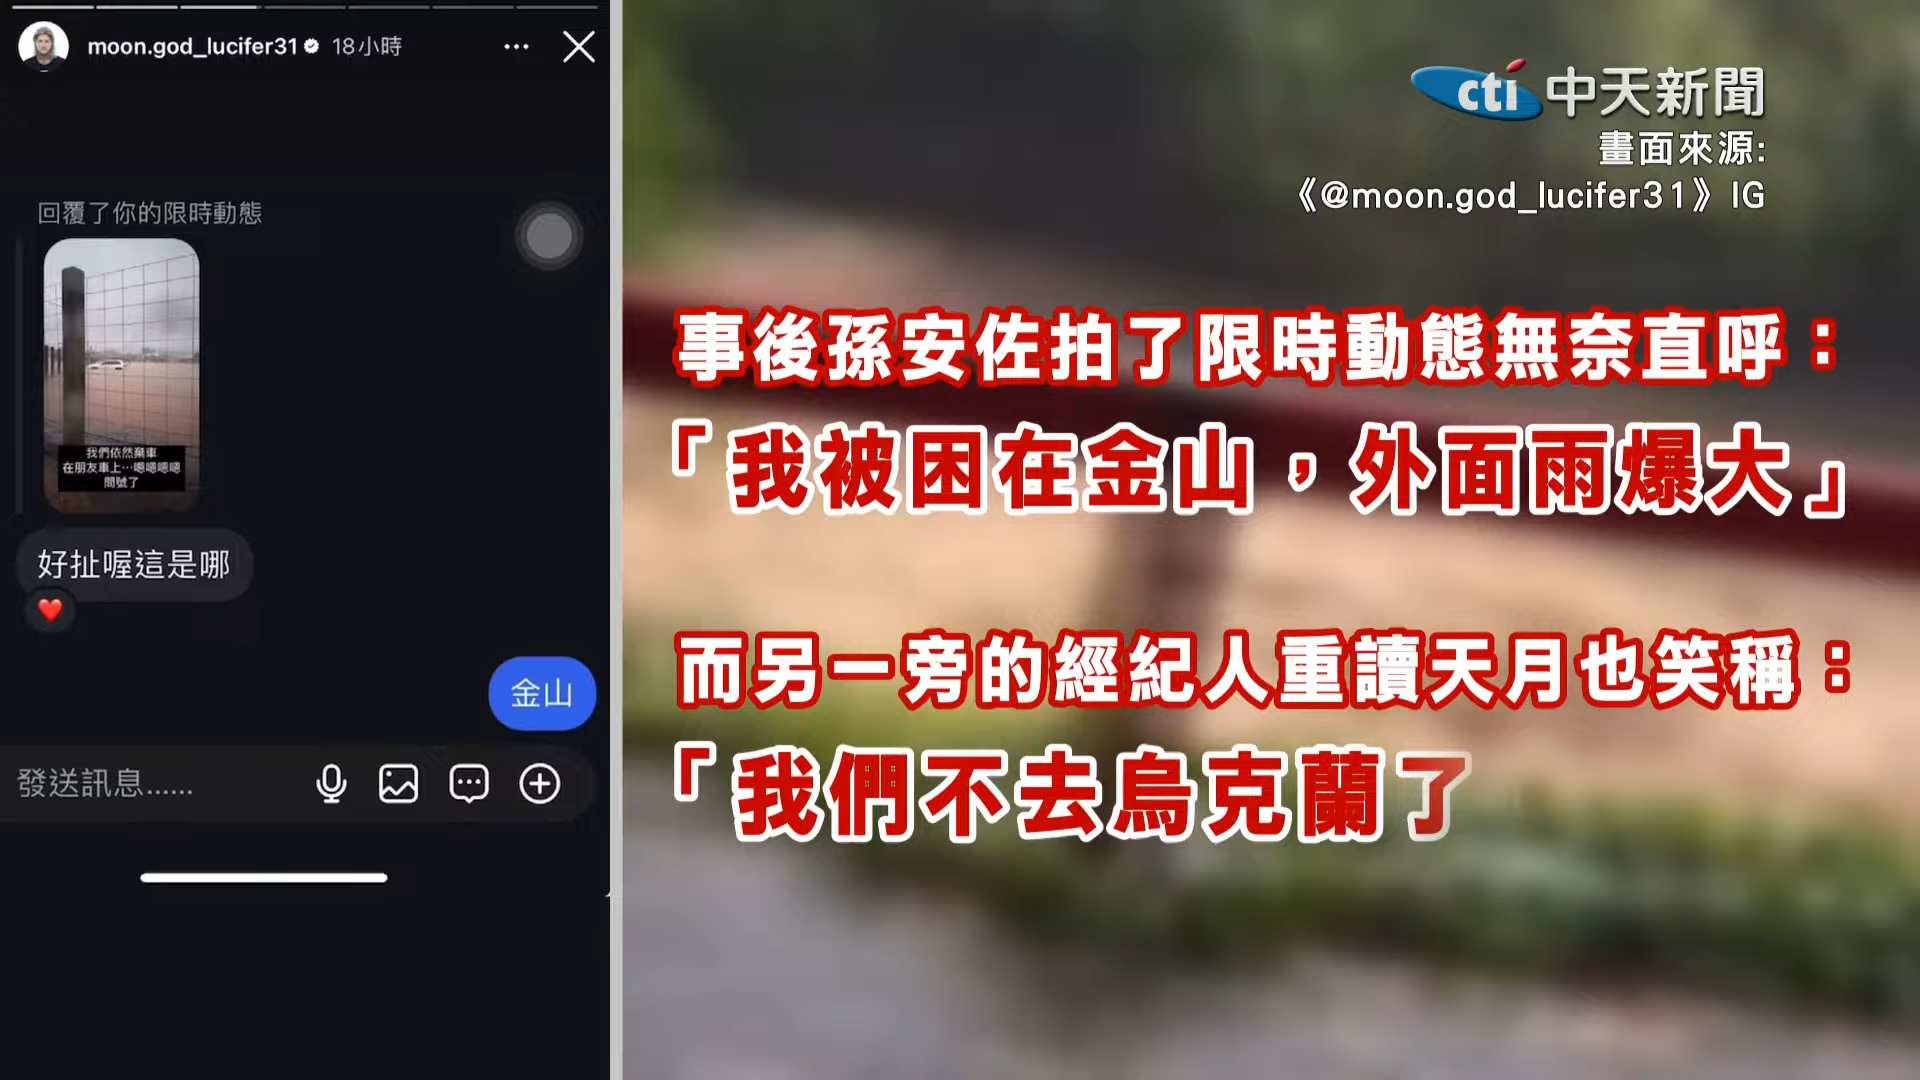 moon.god_lucifer31 18小時
回覆了你的限時動態
我們依然棄車
在朋友車上…嗯嗯嗯嗯
問號了
好扯喔這是哪
金山
發送訊息......
cti 中天新聞
畫面來源:
《@moon.god_lucifer31》IG
事後孫安佐拍了限時動態無奈直呼：
「我被困在金山，外面雨爆大」
而另一旁的經紀人重讀天月也笑稱：
「我們不去烏克蘭了